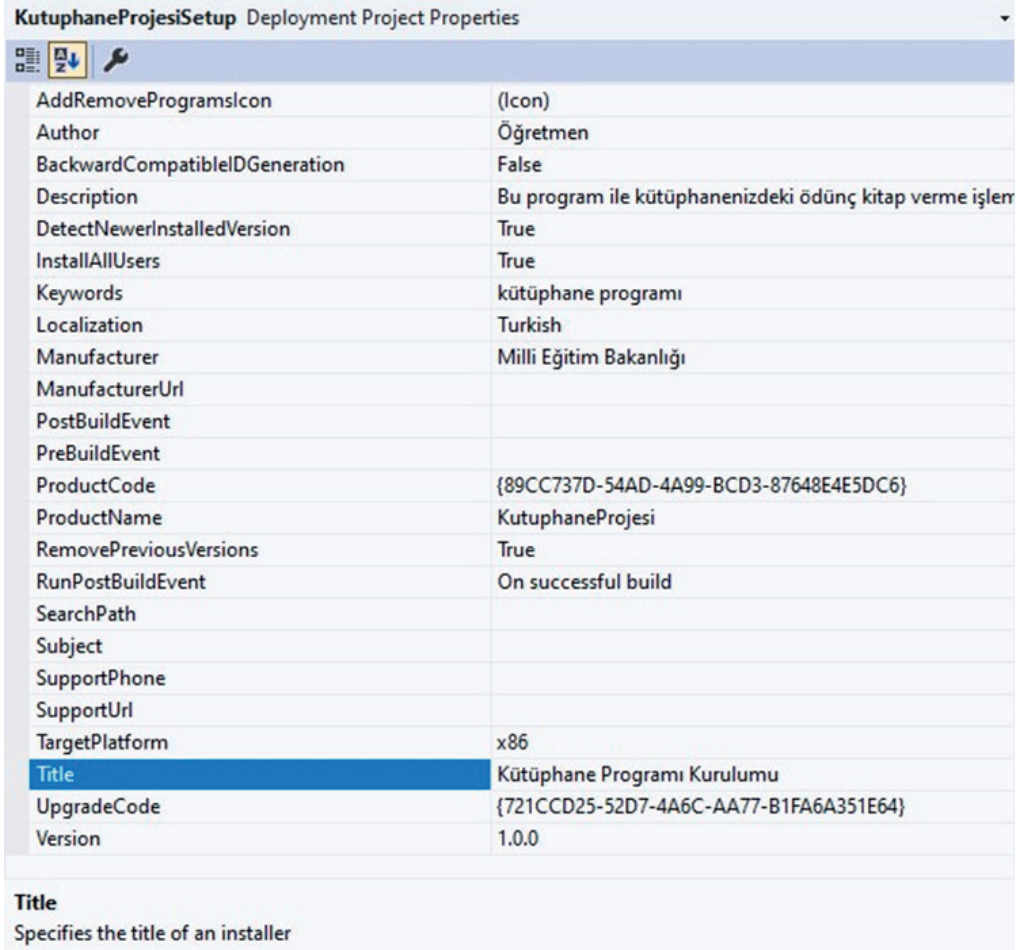 KutuphaneProjesiSetup Deployment Project Properties
AddRemoveProgramsIcon (Icon)
Author Öğretmen
BackwardCompatibleIDGeneration False
Description Bu program ile kütüphanenizdeki ödünç kitap verme işlem
DetectNewerInstalledVersion True
InstallAllUsers True
Keywords kütüphane programı
Localization Turkish
Manufacturer Milli Eğitim Bakanlığı
ManufacturerUrl
PostBuildEvent
PreBuildEvent
ProductCode {89CC737D-54AD-4A99-BCD3-87648E4E5DC6}
ProductName KutuphaneProjesi
RemovePreviousVersions True
RunPostBuildEvent On successful build
SearchPath
Subject
SupportPhone
SupportUrl
TargetPlatform x86
Title Kütüphane Programı Kurulumu
UpgradeCode {721CCD25-52D7-4A6C-AA77-B1FA6A351E64}
Version 1.0.0
Title
Specifies the title of an installer